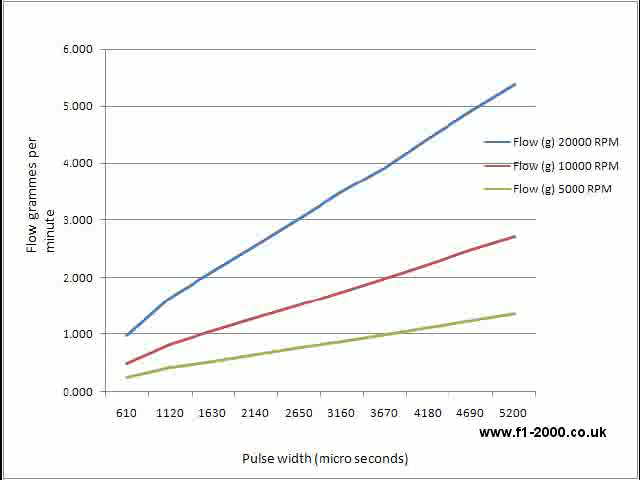 6.000
5.000
4.000
3.000
2.000
1.000
0.000
Flow grammes per
minute
Flow (g) 20000 RPM
Flow (g) 10000 RPM
Flow (g) 5000 RPM
610 1120 1630 2140 2650 3160 3670 4180 4690 5200
www.f1-2000.co.uk
Pulse width (micro seconds)